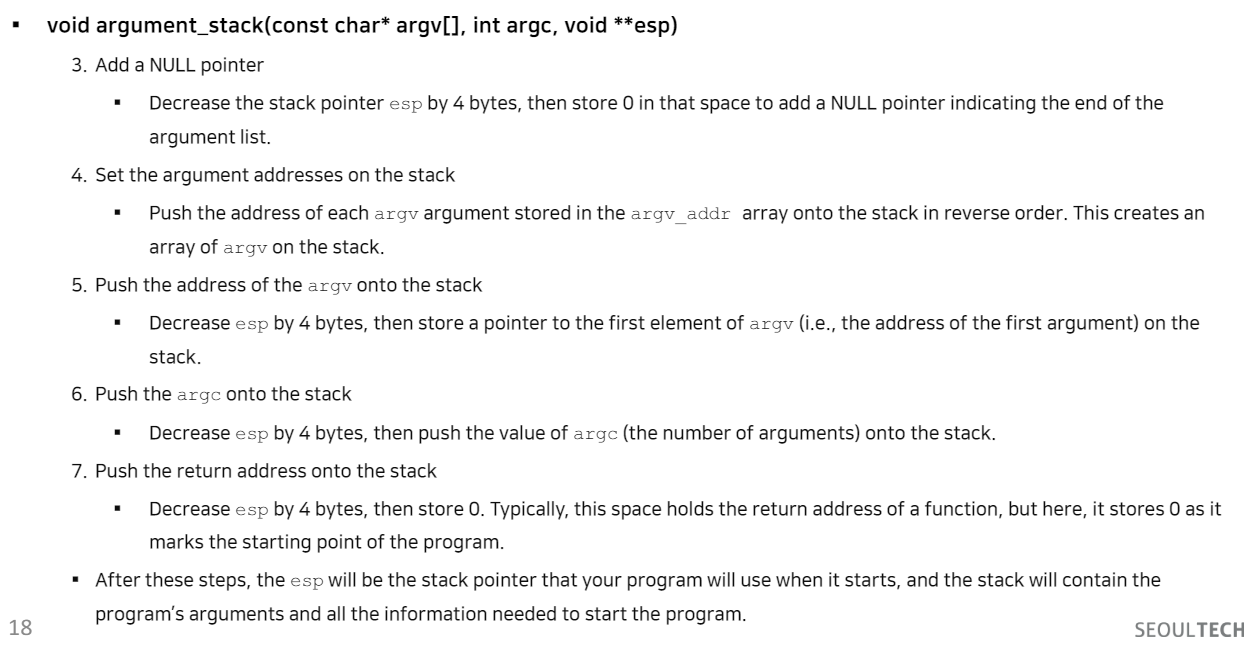 ▪ void argument_stack(const char* argv[], int argc, void **esp)
3. Add a NULL pointer
▪ Decrease the stack pointer esp by 4 bytes, then store 0 in that space to add a NULL pointer indicating the end of the
argument list.
4. Set the argument addresses on the stack
▪ Push the address of each argv argument stored in the argv_addr array onto the stack in reverse order. This creates an
array of argv on the stack.
5. Push the address of the argv onto the stack
▪ Decrease esp by 4 bytes, then store a pointer to the first element of argv (i.e., the address of the first argument) on the
stack.
6. Push the argc onto the stack
▪ Decrease esp by 4 bytes, then push the value of argc (the number of arguments) onto the stack.
7. Push the return address onto the stack
▪ Decrease esp by 4 bytes, then store 0. Typically, this space holds the return address of a function, but here, it stores 0 as it
marks the starting point of the program.
▪ After these steps, the esp will be the stack pointer that your program will use when it starts, and the stack will contain the
program's arguments and all the information needed to start the program.
18
SEOULTECH